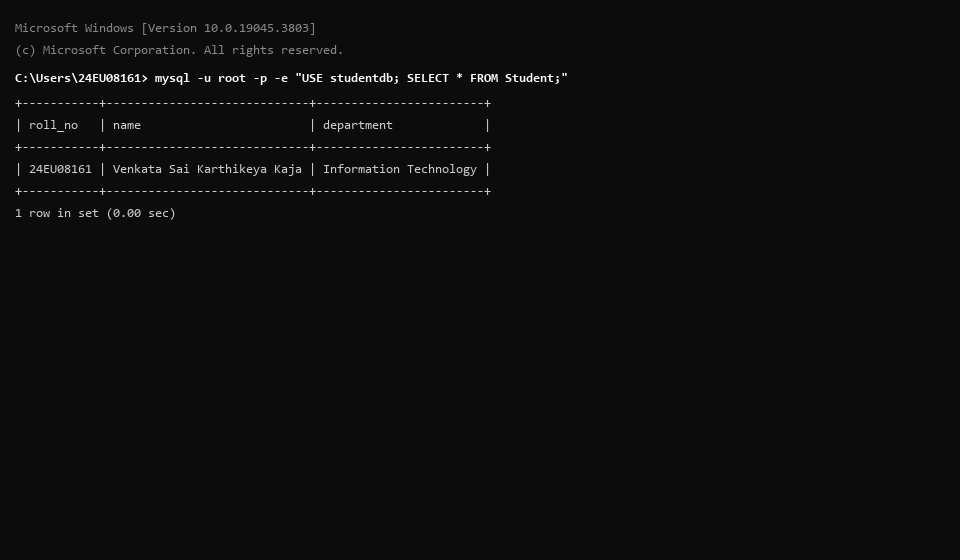 Microsoft Windows [Version 10.0.19045.3803]
(c) Microsoft Corporation. All rights reserved.
C:\Users\24EU08161> mysql -u root -p -e "USE studentdb; SELECT * FROM Student;"
+-----------+-----------------------------+------------------------+
| roll_no   | name                        | department             |
+-----------+-----------------------------+------------------------+
| 24EU08161 | Venkata Sai Karthikeya Kaja | Information Technology |
+-----------+-----------------------------+------------------------+
1 row in set (0.00 sec)